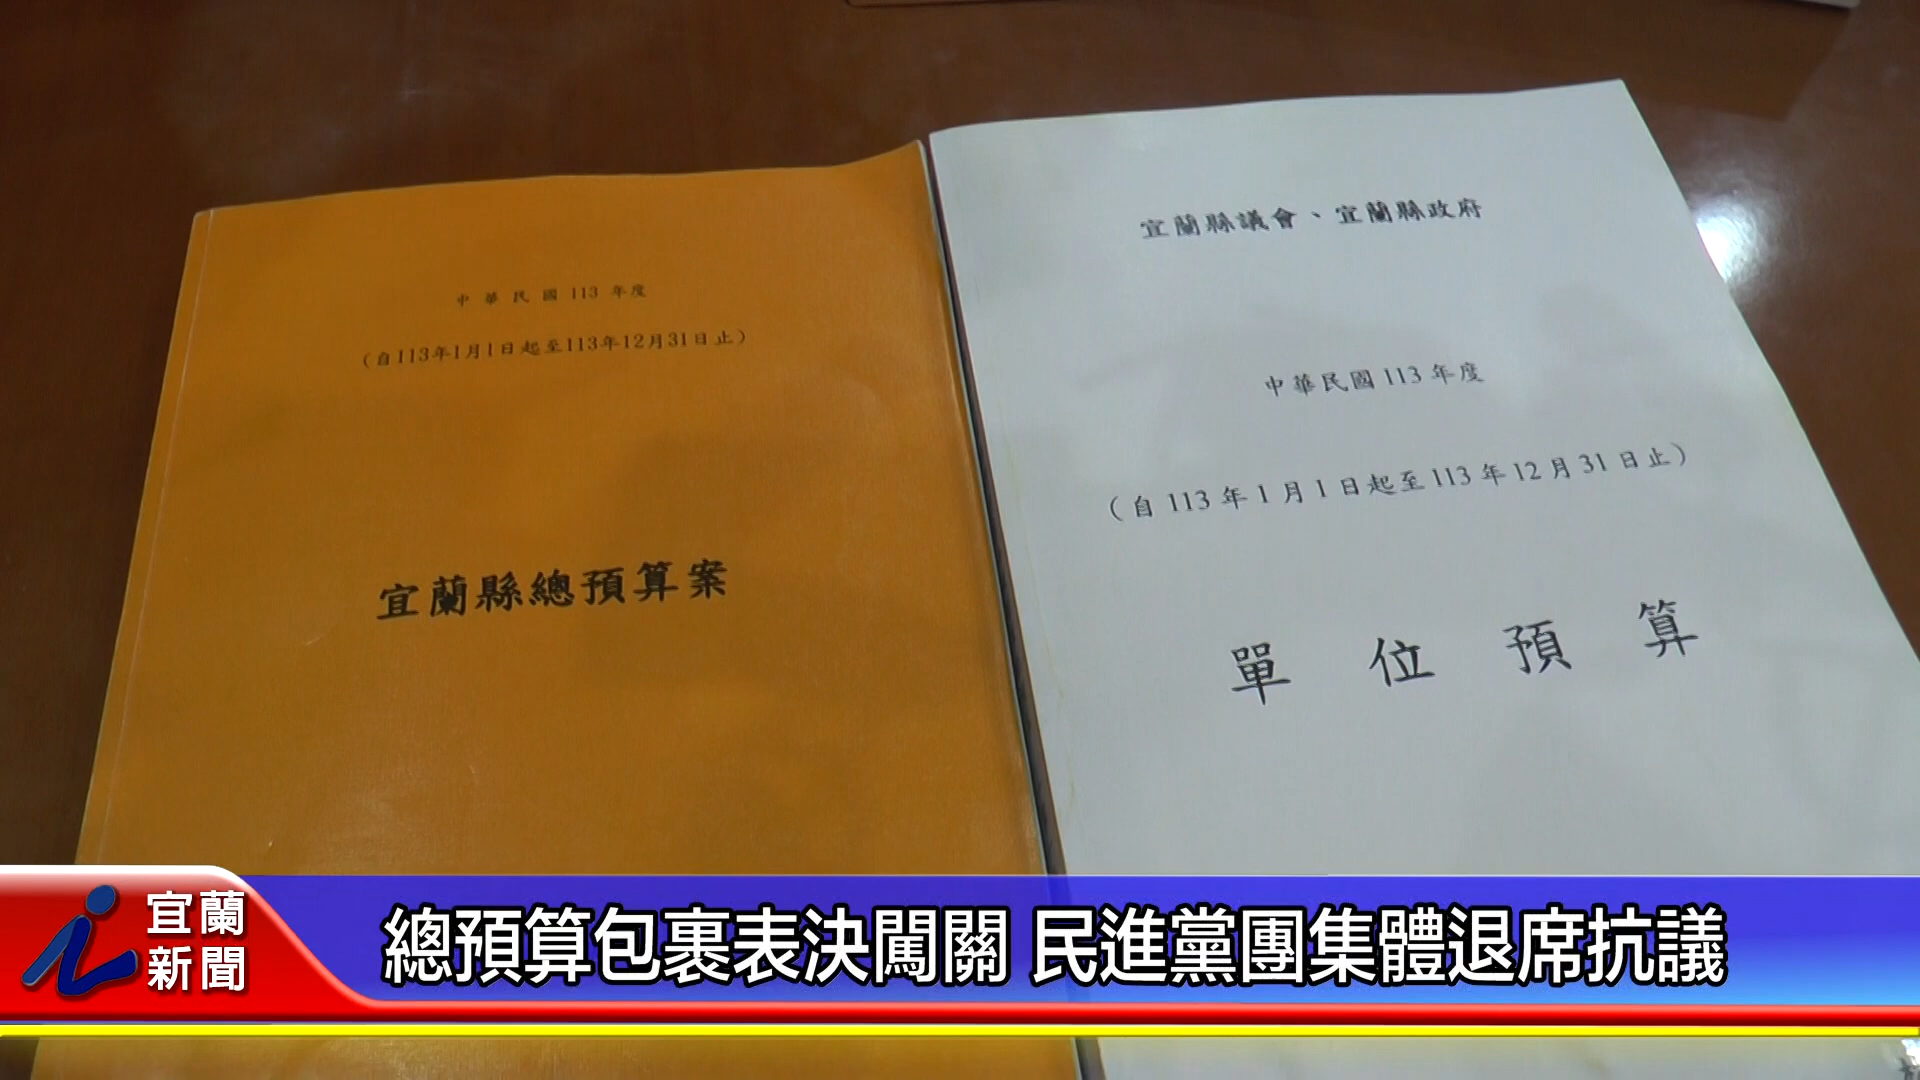 中華民國 113 年度
(自113年1月1日起至113年12月31日止)
宜蘭縣總預算案
宜蘭縣議會、宜蘭縣政府
中華民國 113 年度
(自 113 年 1 月 1 日起至 113 年 12 月 31 日止)
單位預算
宜蘭
新聞
總預算包裹表決闖關 民進黨團集體退席抗議